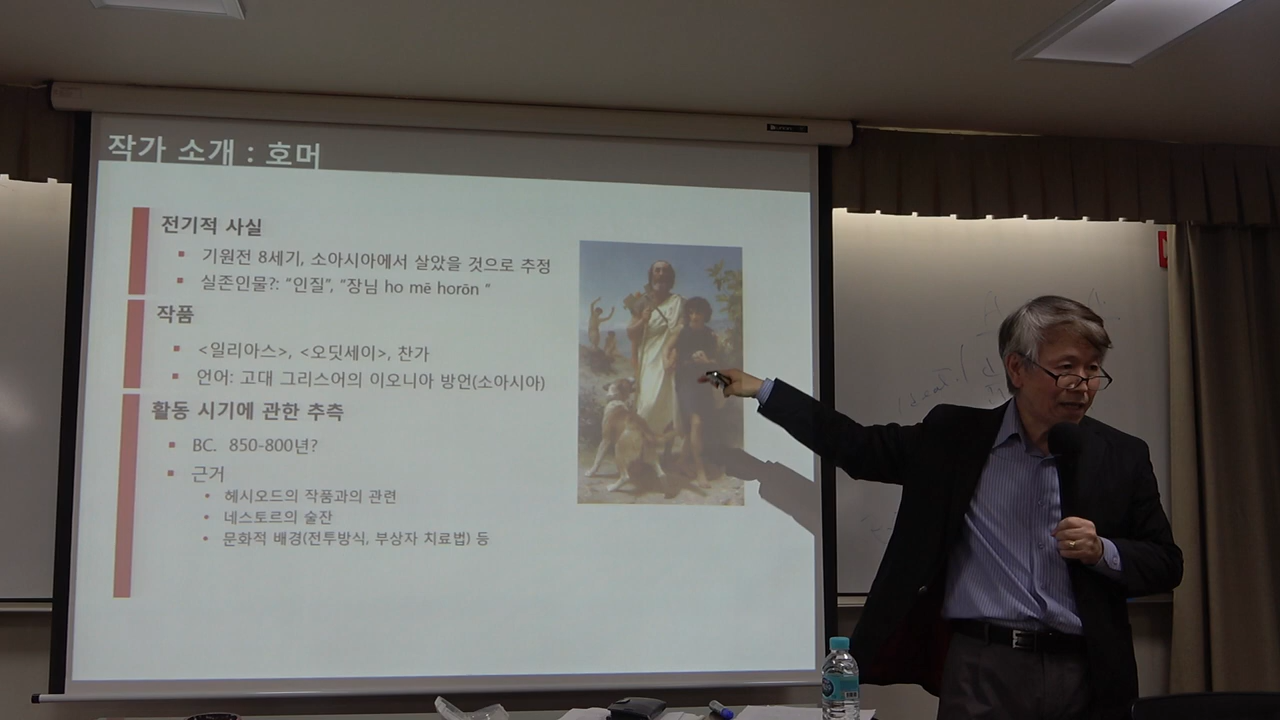 작가 소개 : 호머
전기적 사실
기원전 8세기, 소아시아에서 살았을 것으로 추정
실존인물?: “인질”, “장님 ho mē horōn ”
작품
<일리아스>, <오딧세이>, 찬가
언어: 고대 그리스어의 이오니아 방언(소아시아)
활동 시기에 관한 추측
BC. 850-800년?
근거
헤시오드의 작품과의 관련
네스토르의 술잔
문화적 배경(전투방식, 부상자 치료법) 등